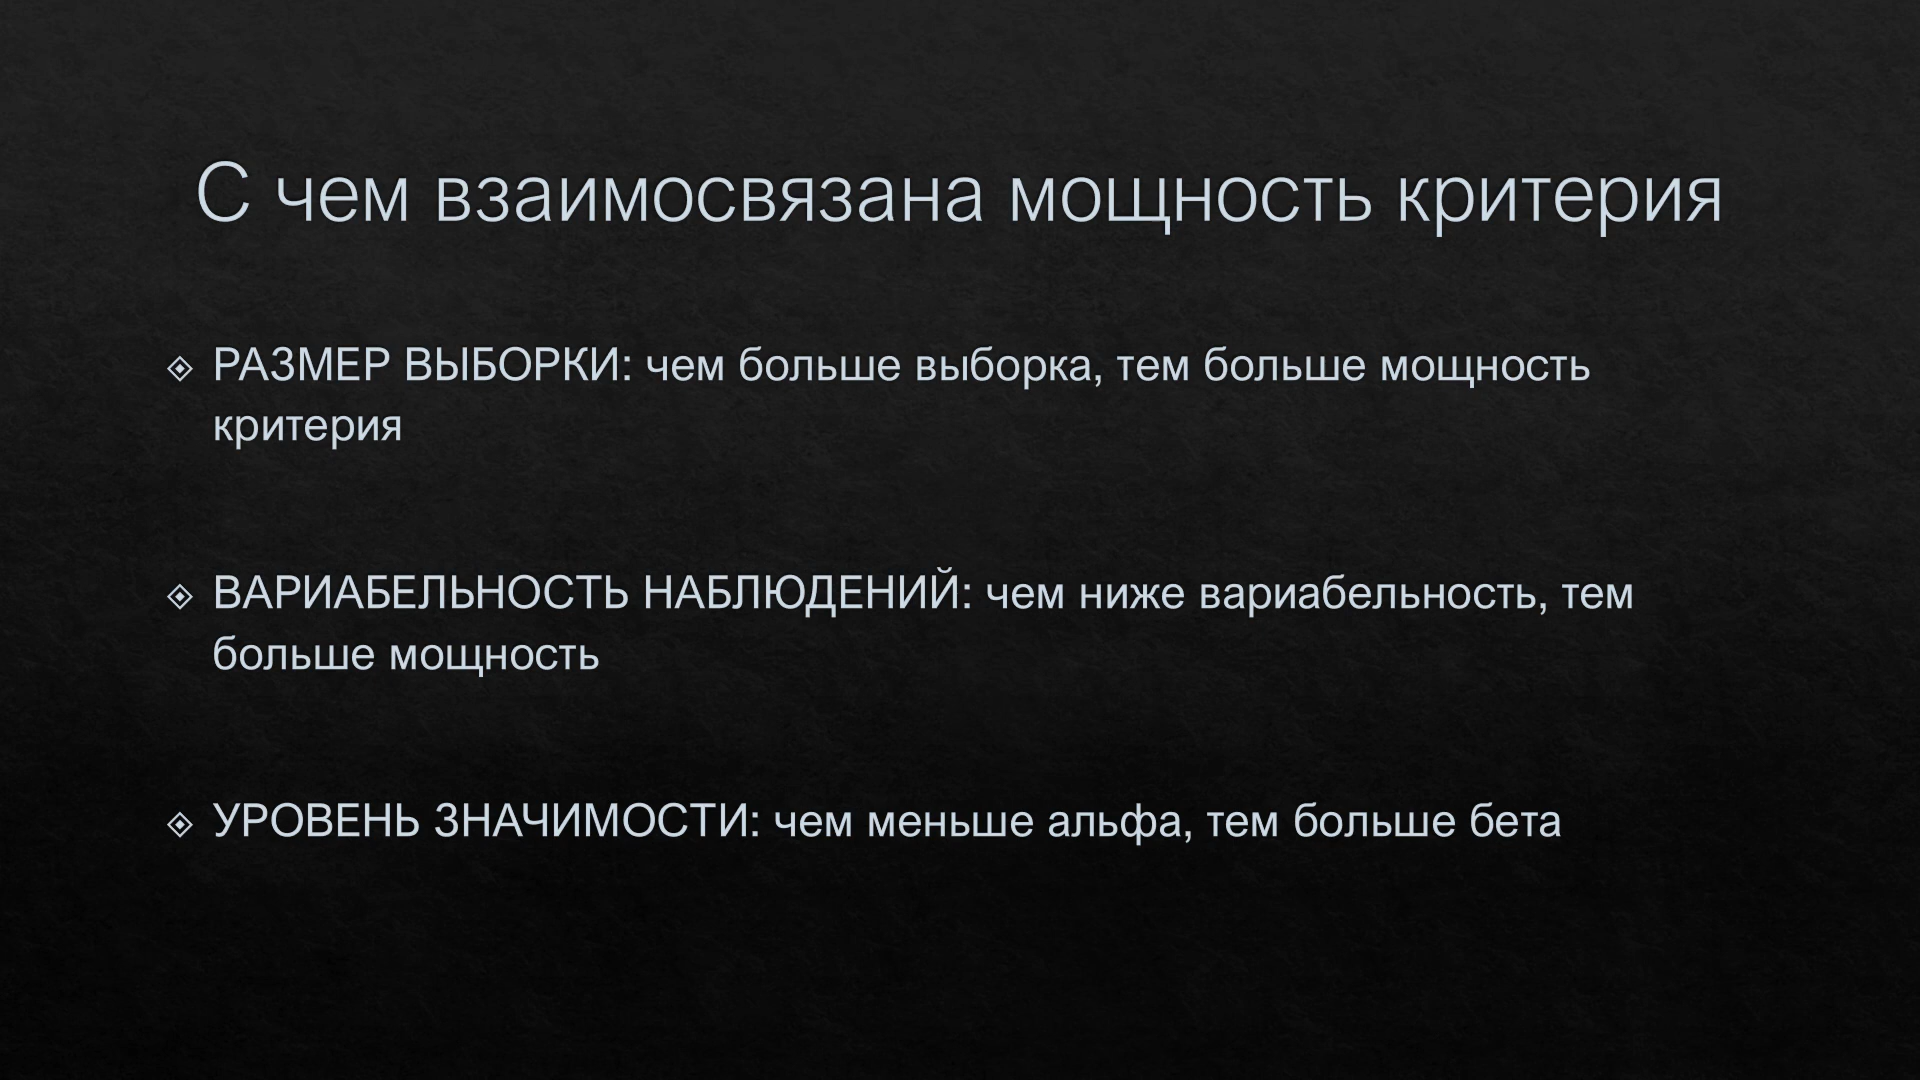 С чем взаимосвязана мощность критерия
РАЗМЕР ВЫБОРКИ: чем больше выборка, тем больше мощность
критерия
ВАРИАБЕЛЬНОСТЬ НАБЛЮДЕНИЙ: чем ниже вариабельность, тем
больше мощность
УРОВЕНЬ ЗНАЧИМОСТИ: чем меньше альфа, тем больше бета